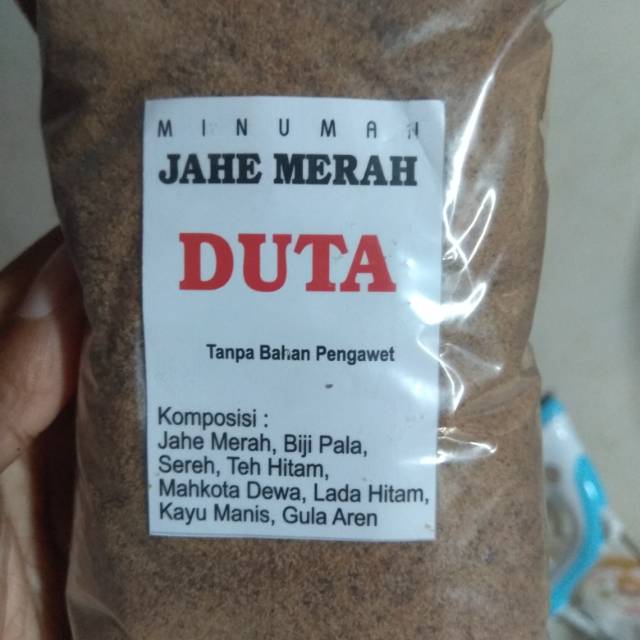 MINUMAN
JAHE MERAH
DUTA
Tanpa Bahan Pengawet
Komposisi :
Jahe Merah, Biji Pala,
Sereh, Teh Hitam,
Mahkota Dewa, Lada Hitam,
Kayu Manis, Gula Aren